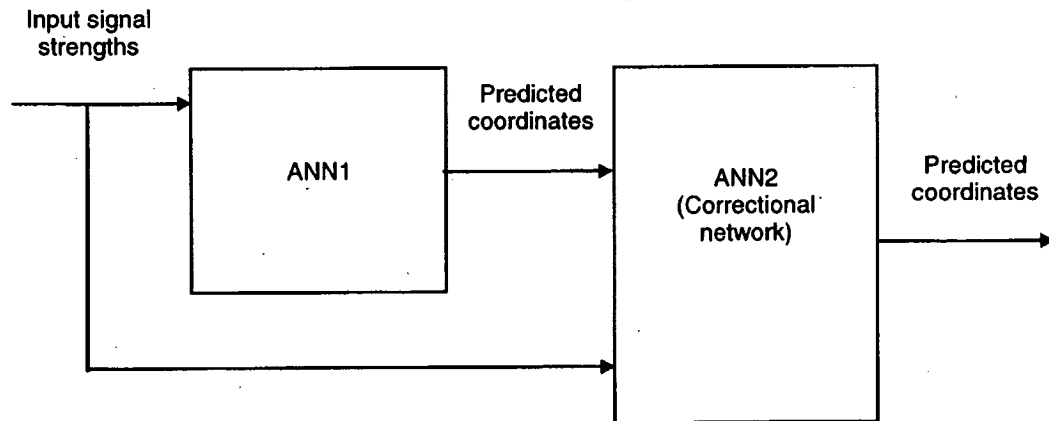 Input signal
strengths
Predicted
coordinates
ANN1
ANN2
(Correctional
network)
Predicted
coordinates